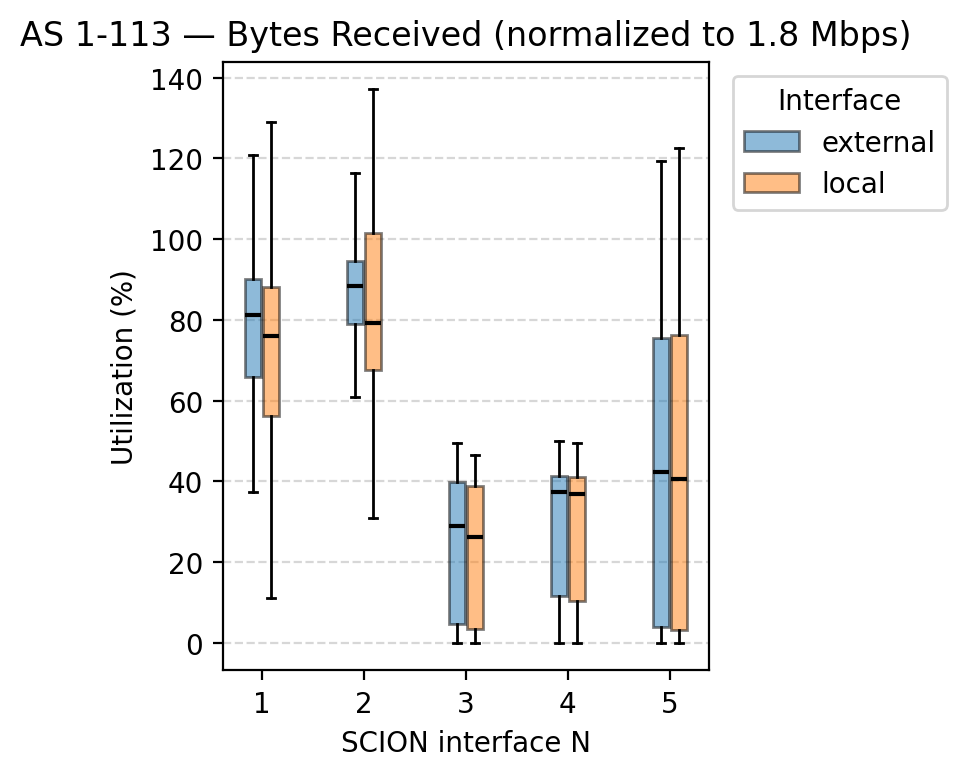 AS 1-113 — Bytes Received (normalized to 1.8 Mbps)
140
120
100
80
60
40
20
0
Utilization (%)
1 2 3 4 5
SCION interface N
Interface
external
local